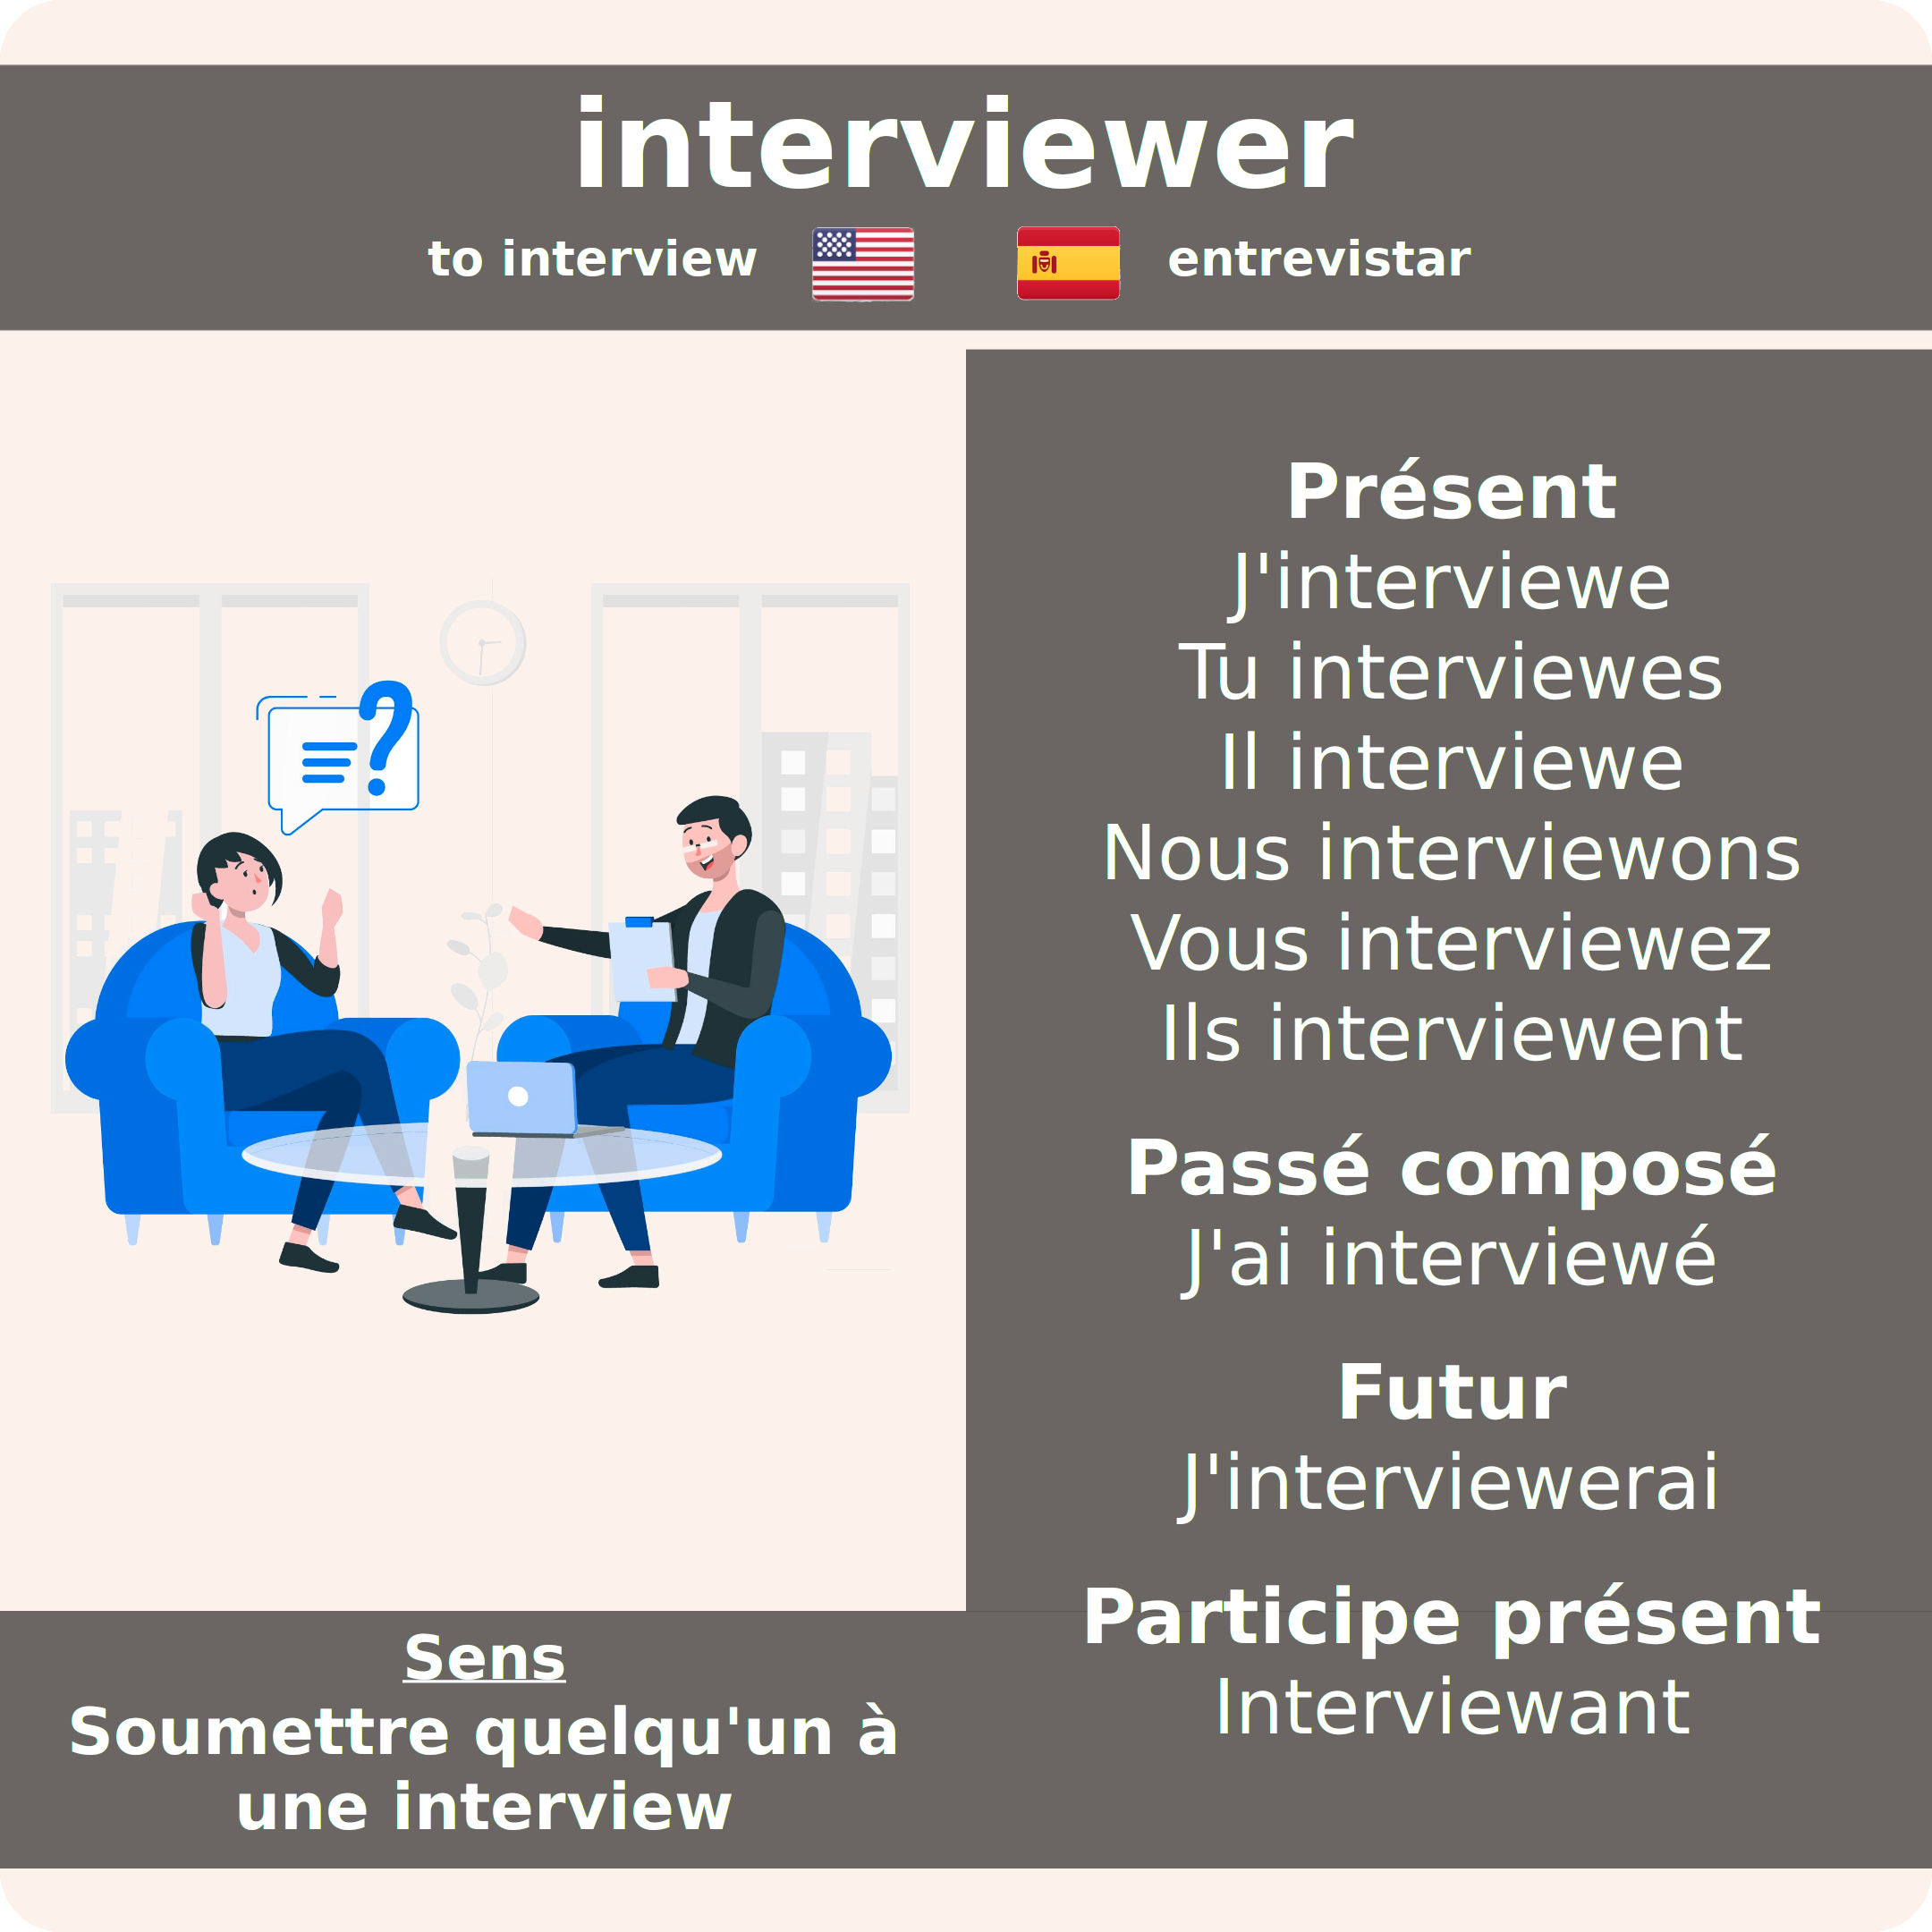 interviewer
to interview
entrevistar
Présent
J'interviewe
Tu interviewes
Il interviewe
Nous interviewons
Vous interviewez
Ils interviewent
Passé composé
J'ai interviewé
Futur
J'interviewerai
Participe présent
Interviewant
Sens
Soumettre quelqu'un à
une interview